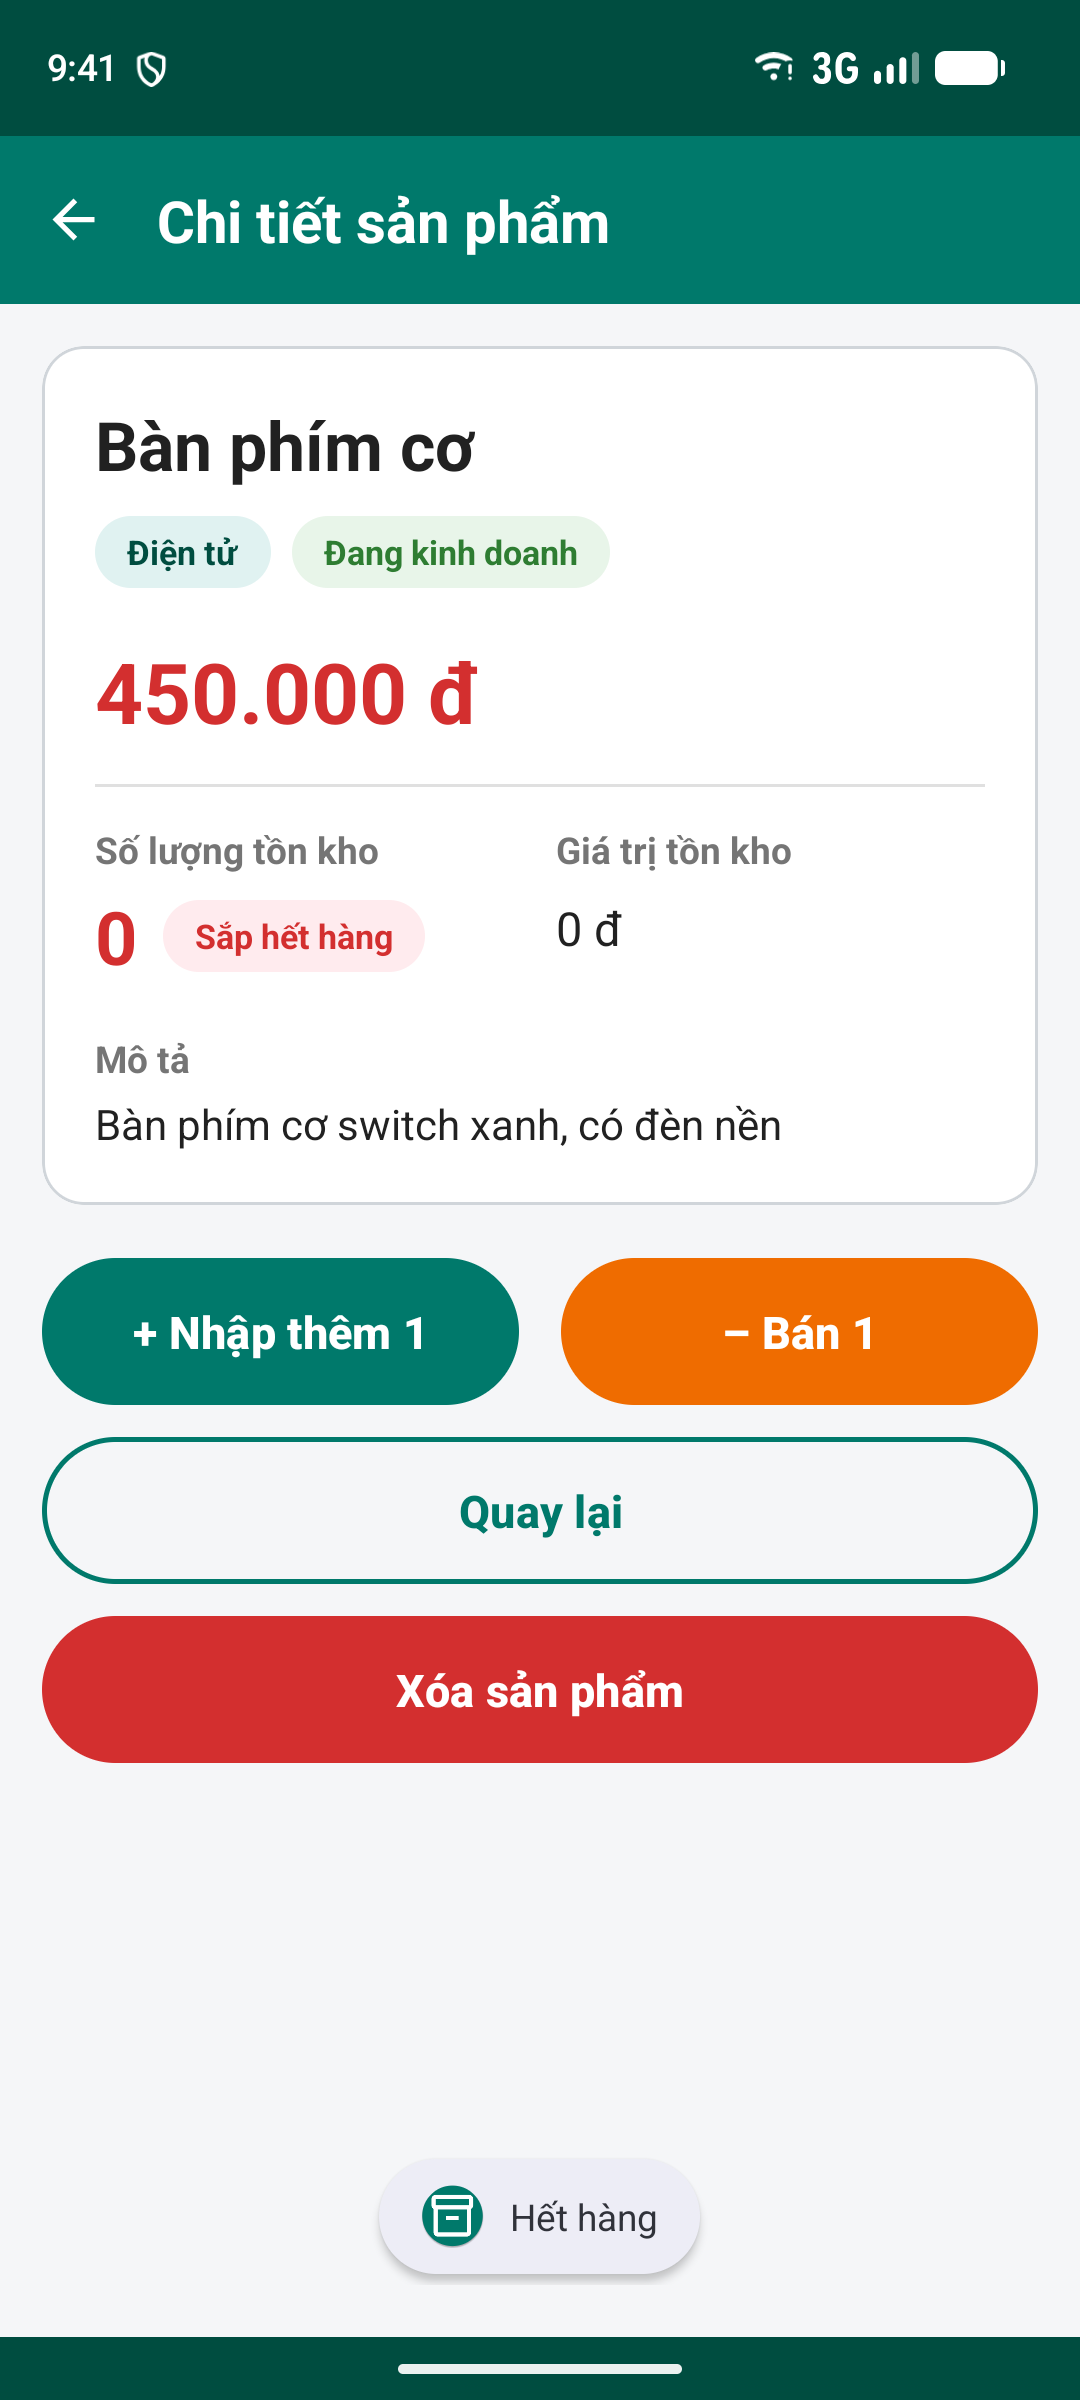 9:41 3G
Chi tiết sản phẩm
Bàn phím cơ
Điện tử Đang kinh doanh
450.000 đ
Số lượng tồn kho Giá trị tồn kho
0 Sắp hết hàng 0 đ
Mô tả
Bàn phím cơ switch xanh, có đèn nền
+ Nhập thêm 1 – Bán 1
Quay lại
Xóa sản phẩm
Hết hàng